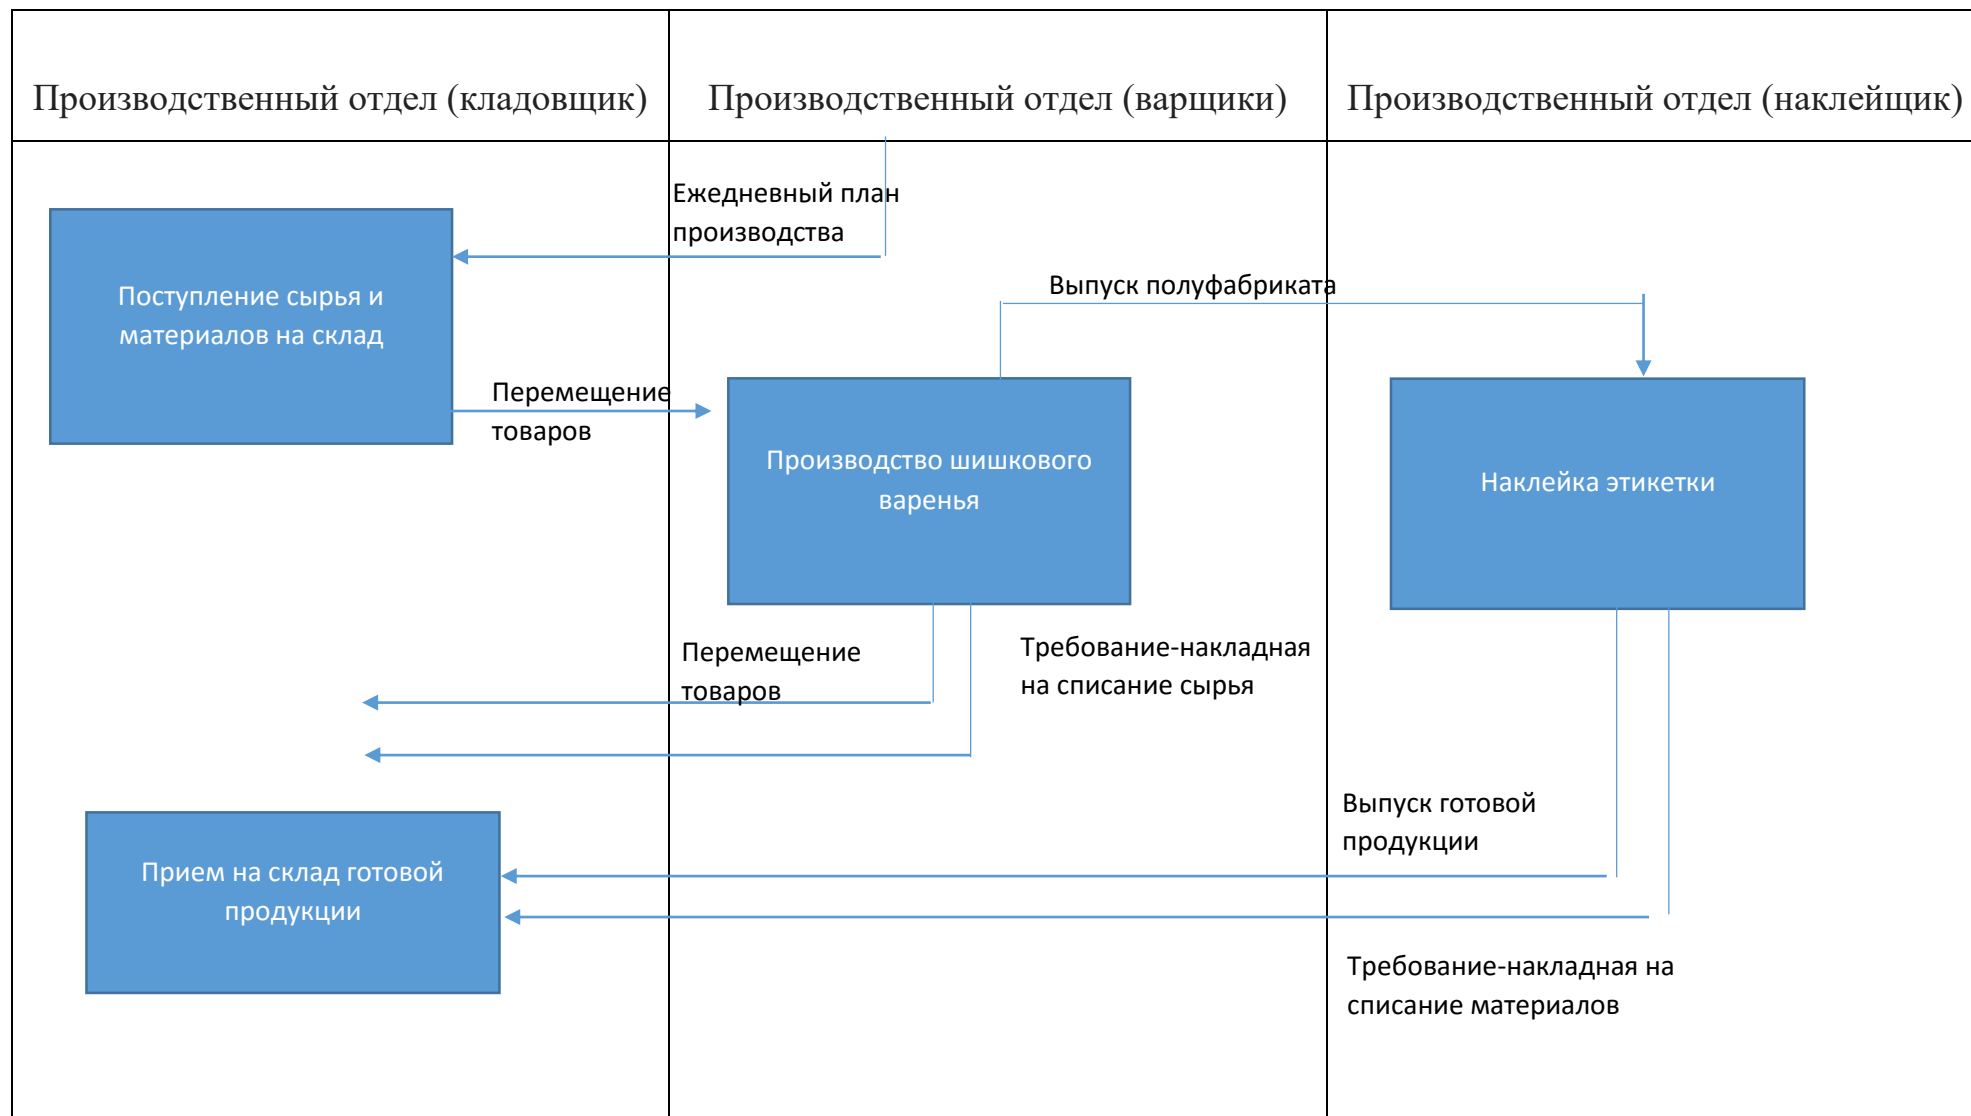 Производственный отдел (кладовщик)
Производственный отдел (варщики)
Производственный отдел (наклейщик)
Ежедневный план
производства
Поступление сырья и
материалов на склад
Выпуск полуфабриката
Перемещение
товаров
Производство шишкового
варенья
Наклейка этикетки
Перемещение
товаров
Требование-накладная
на списание сырья
Выпуск готовой
продукции
Прием на склад готовой
продукции
Требование-накладная на
списание материалов